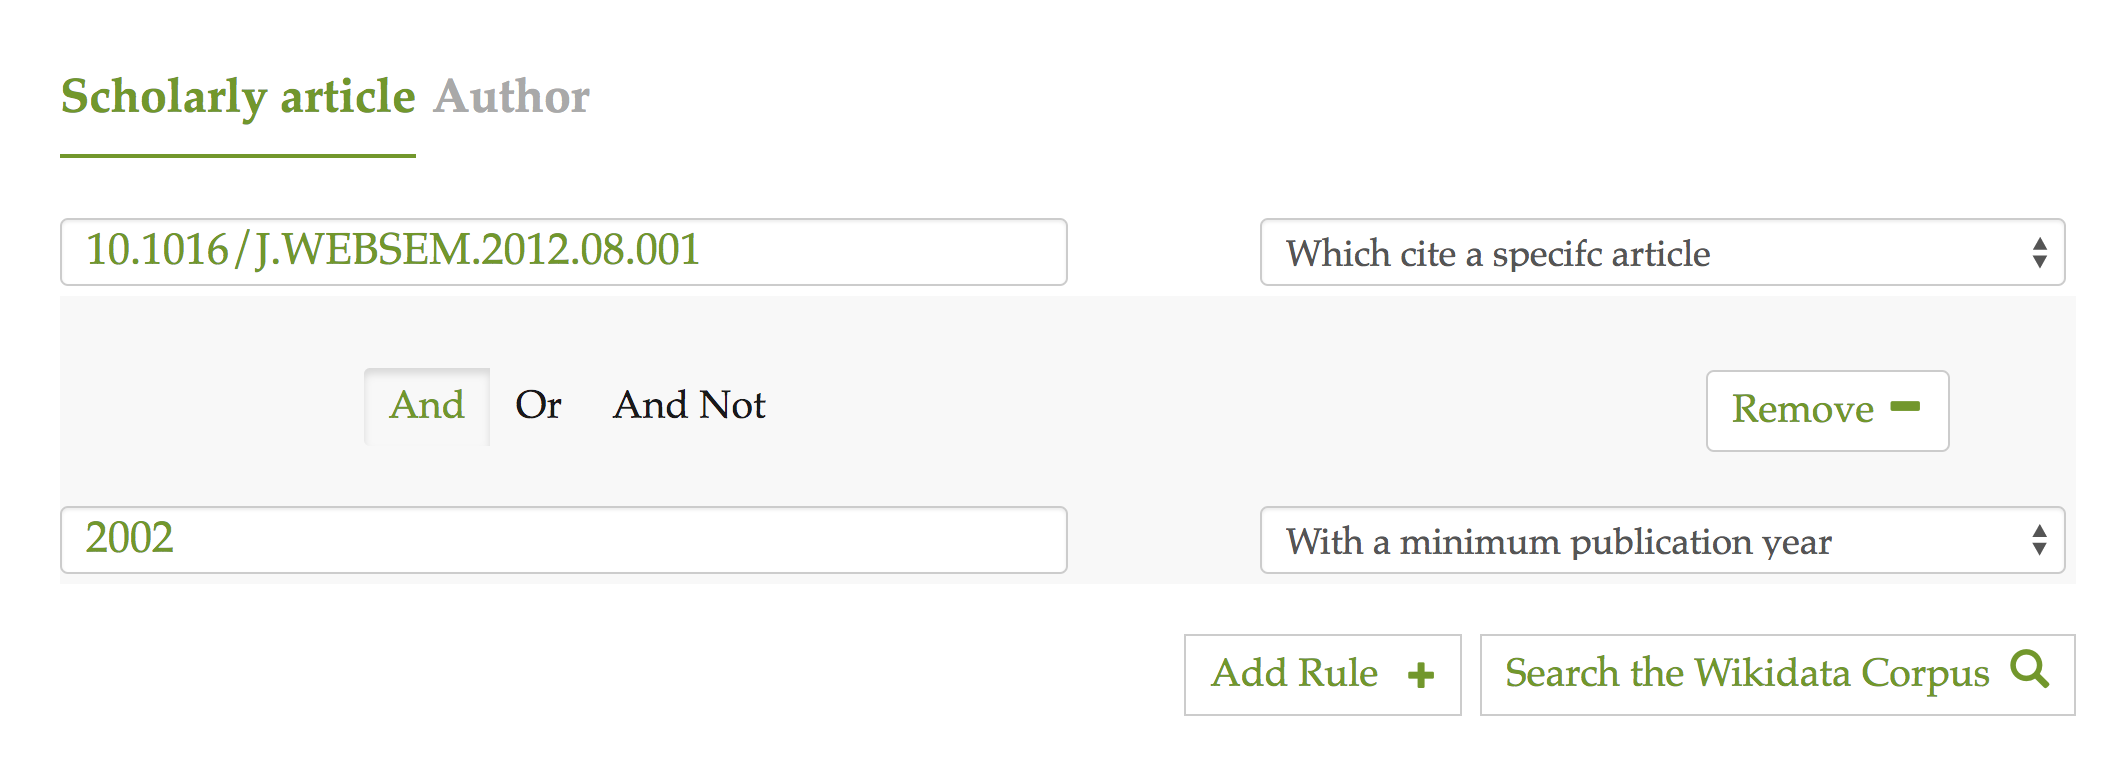 Scholarly article Author
10.1016/J.WEBSEM.2012.08.001 Which cite a specifc article
And Or And Not Remove
2002 With a minimum publication year
Add Rule Search the Wikidata Corpus